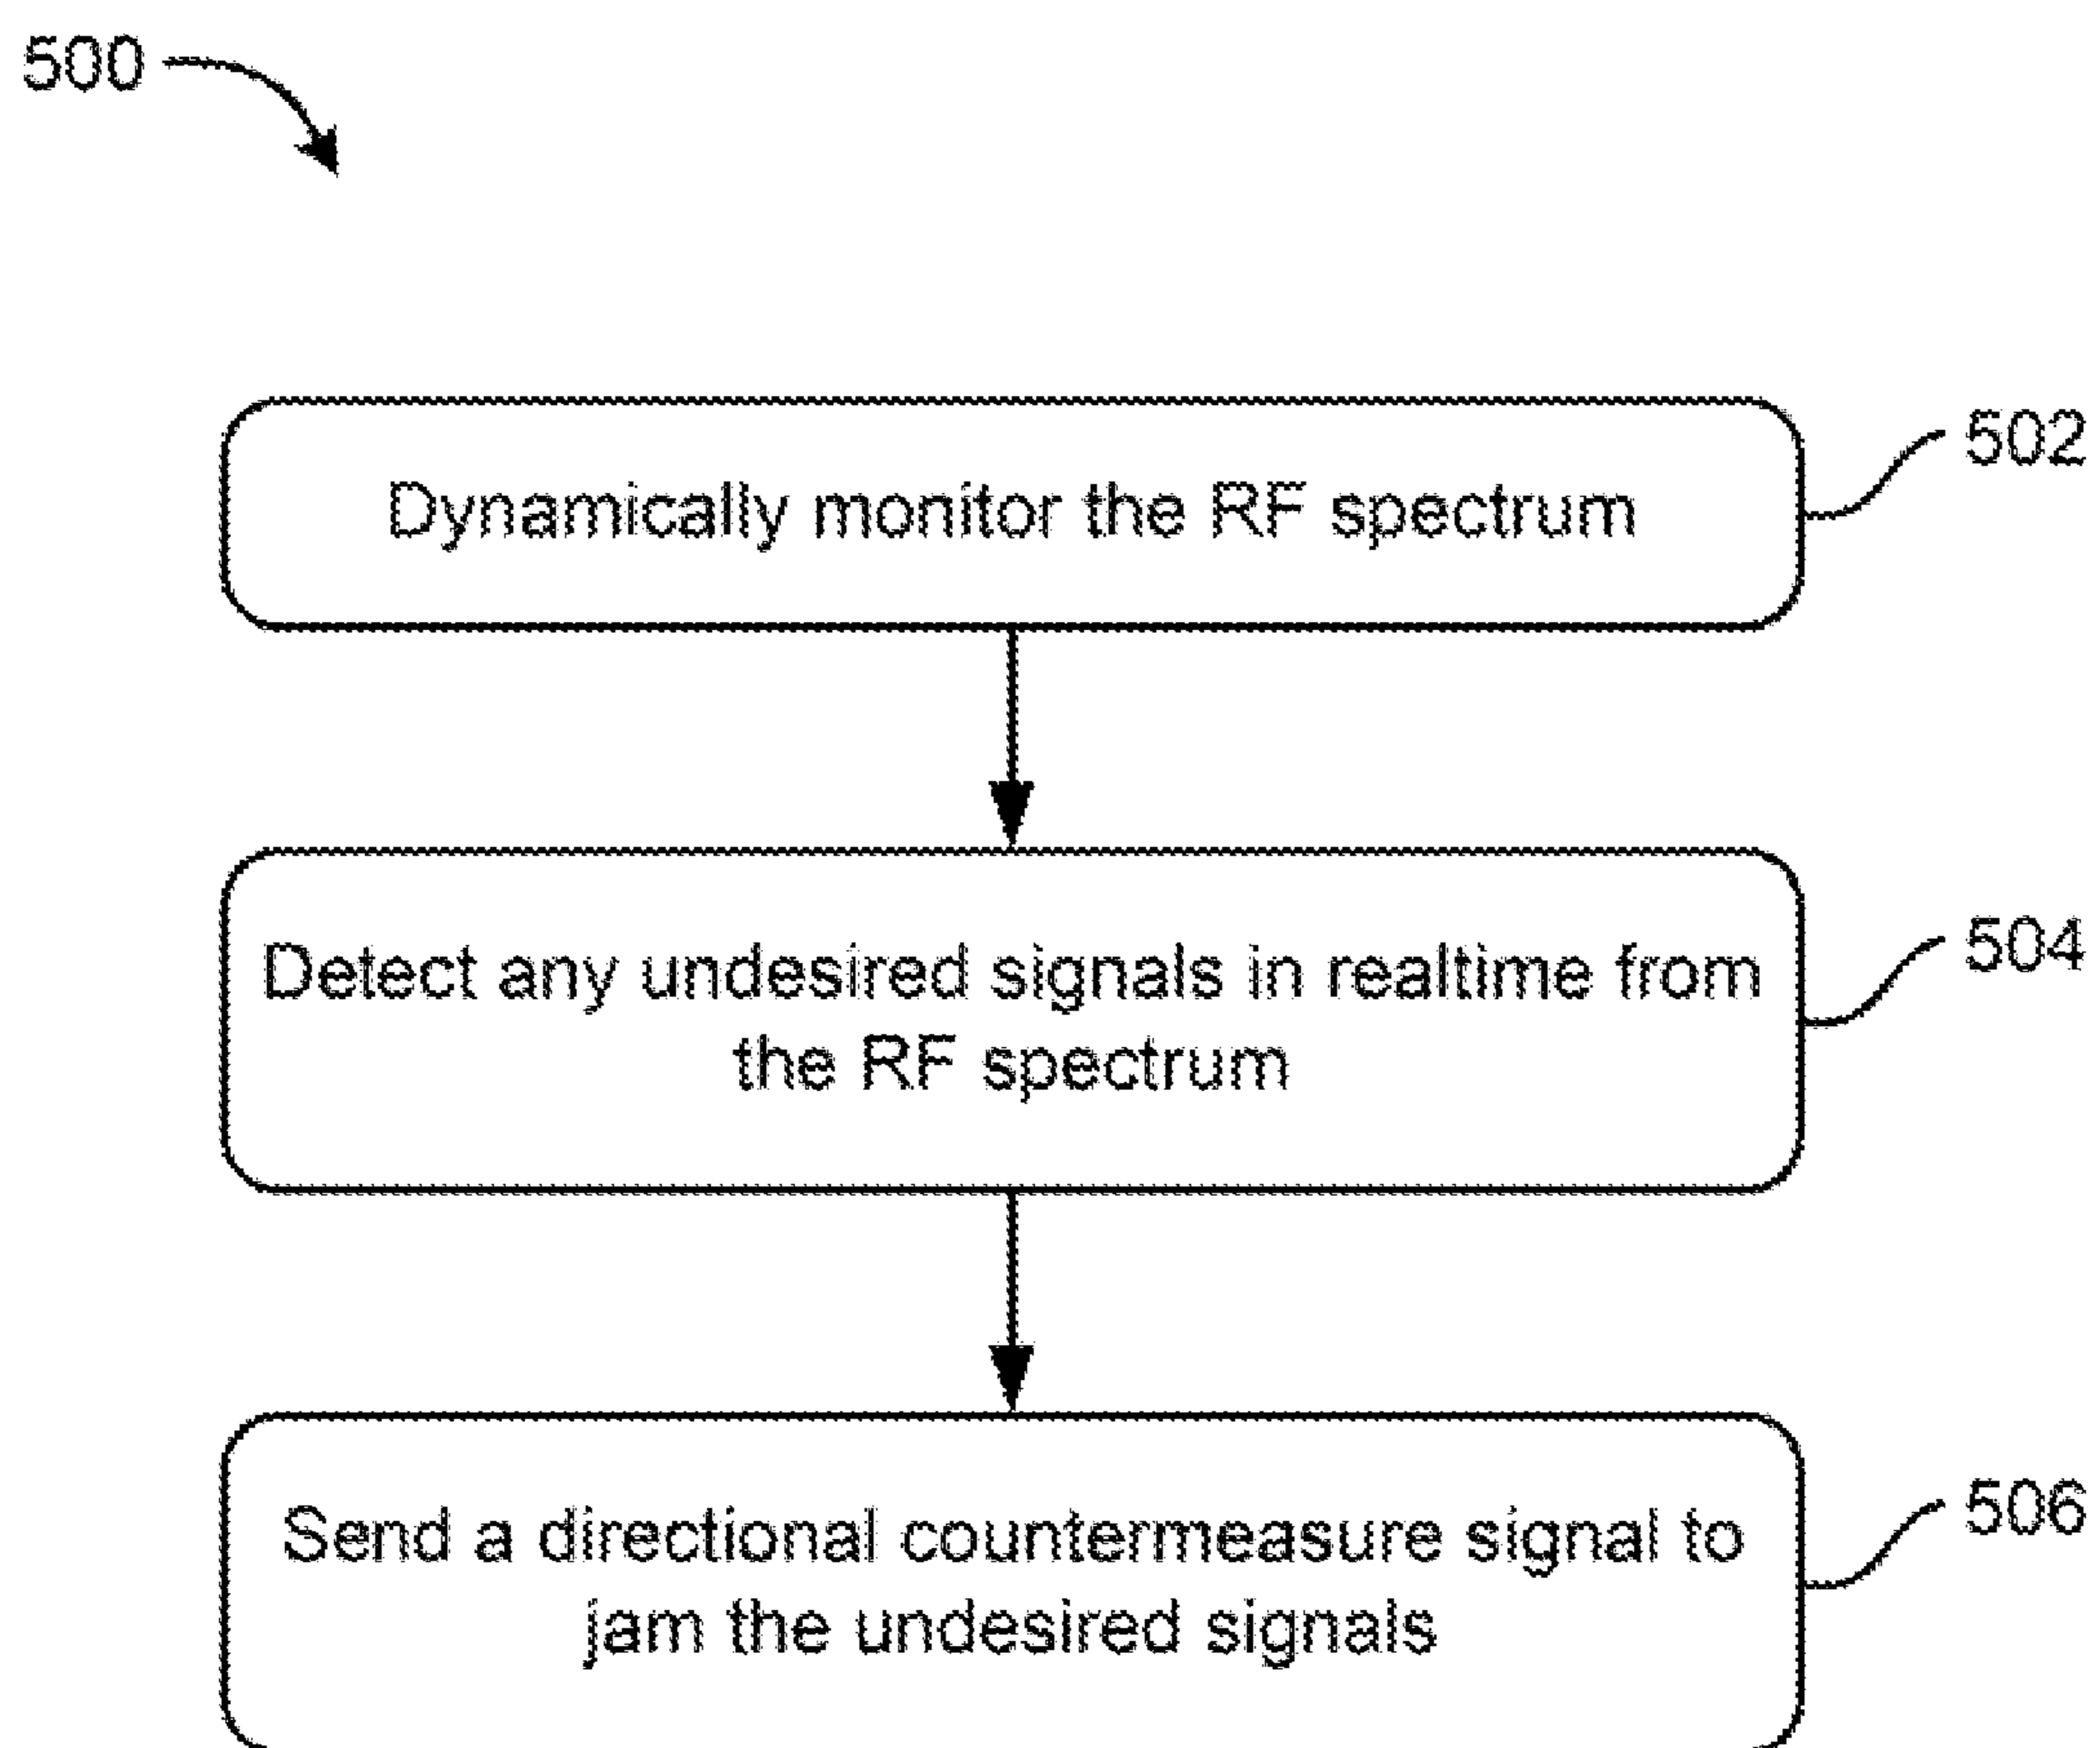 500
Dynamically monitor the RF spectrum
502
Detect any undesired signals in realtime from
the RF spectrum
504
Send a directional countermeasure signal to
jam the undesired signals
506